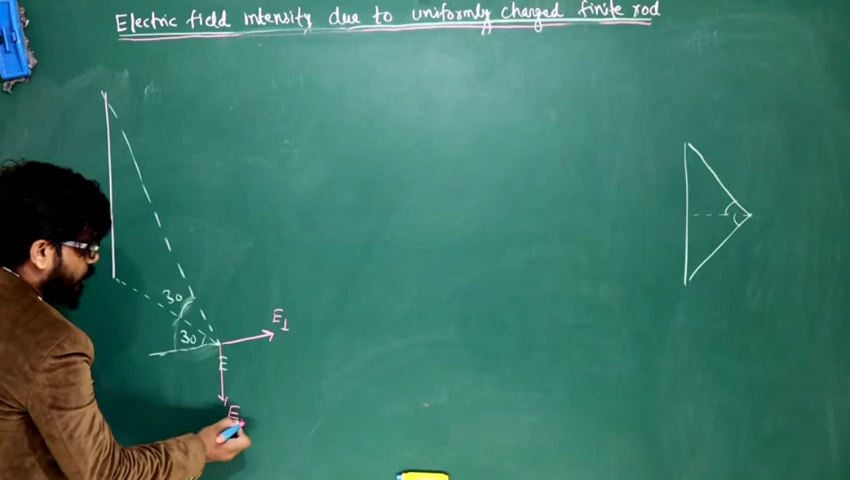 Electric field intensity due to uniformly charged finite rod
30
30
E⊥
E
E